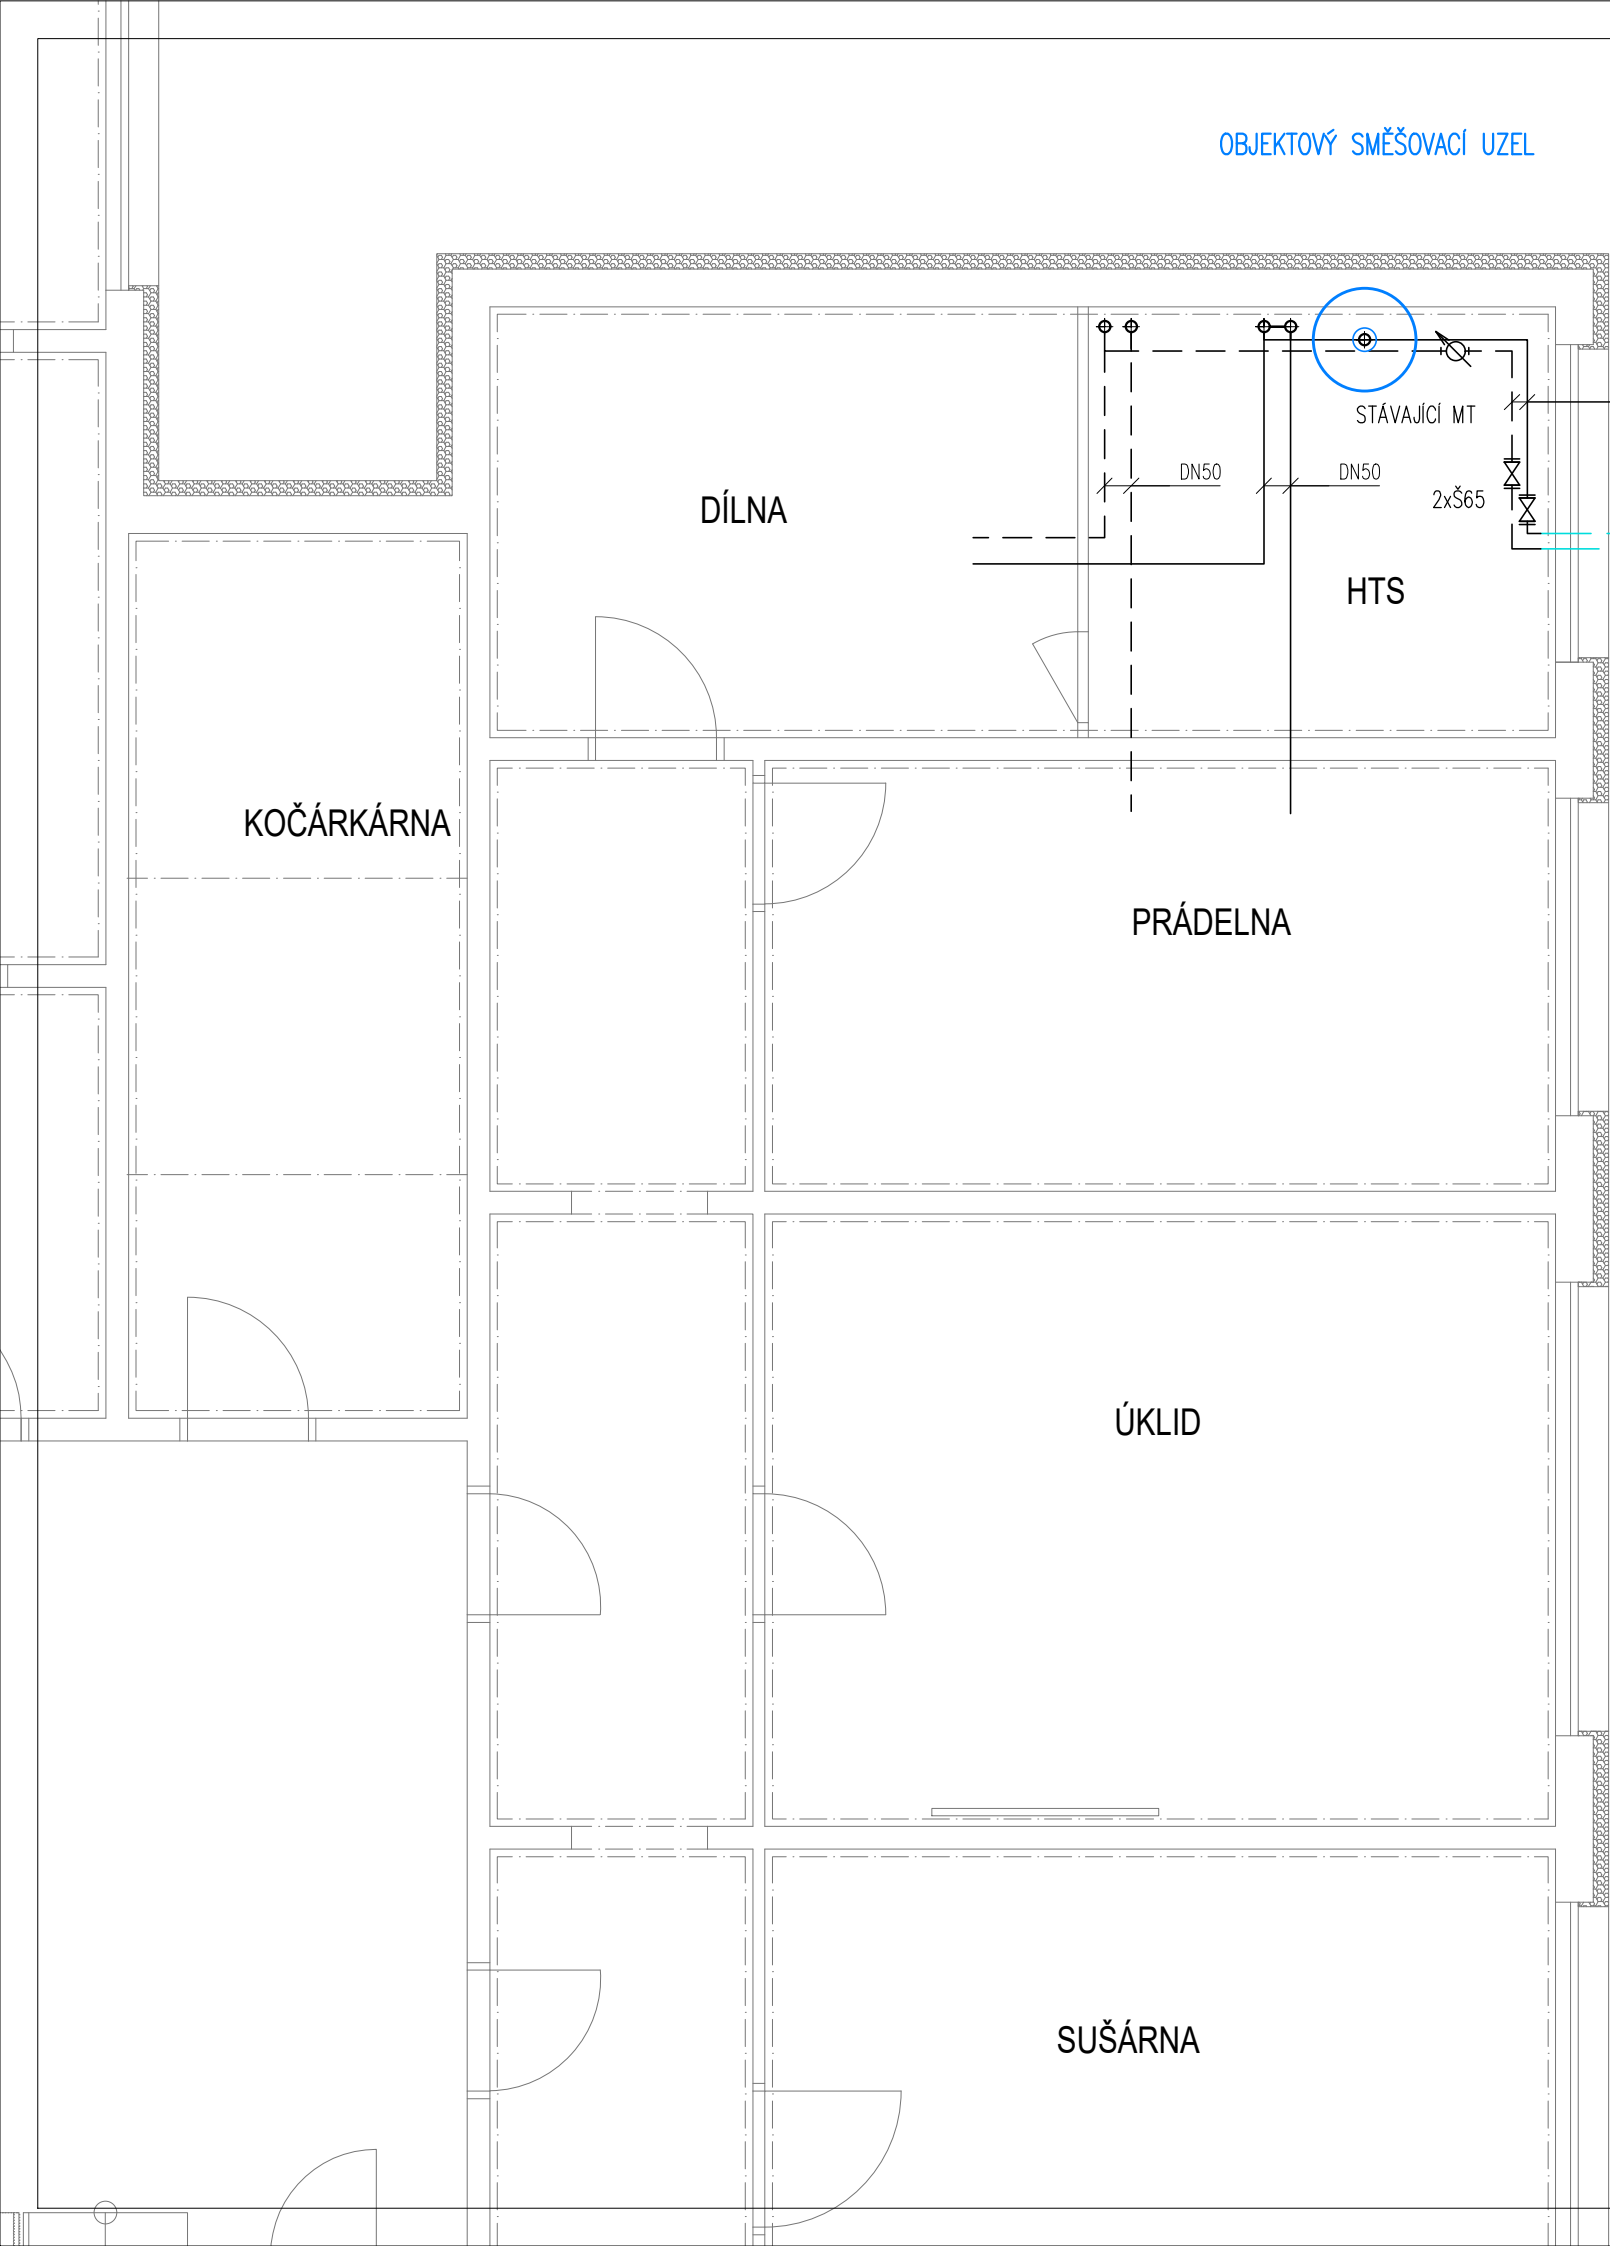 OBJEKTOVÝ SMĚŠOVACÍ UZEL
STÁVAJÍCÍ MT
DN50
DN50
2xŠ65
DÍLNA
HTS
KOČÁRKÁRNA
PRÁDELNA
ÚKLID
SUŠÁRNA